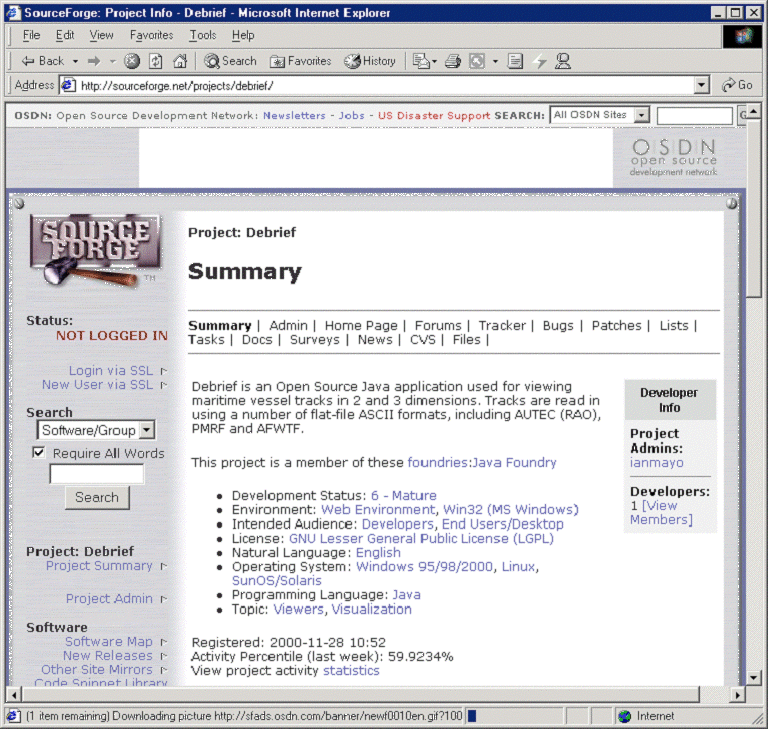 SourceForge: Project Info - Debrief - Microsoft Internet Explorer
File Edit View Favorites Tools Help
Back Search Favorites History
Address http://sourceforge.net/projects/debrief/ Go
OSDN: Open Source Development Network: Newsletters - Jobs - US Disaster Support SEARCH: All OSDN Sites
OSDN
open source
development network
SOURCE
FORGE
TM
Status:
NOT LOGGED IN
Login via SSL
New User via SSL
Search
Software/Group
Require All Words
Search
Project: Debrief
Project Summary
Project Admin
Software
Software Map
New Releases
Other Site Mirrors
Code Snippet Library
Project: Debrief
Summary
Summary | Admin | Home Page | Forums | Tracker | Bugs | Patches | Lists |
Tasks | Docs | Surveys | News | CVS | Files |
Debrief is an Open Source Java application used for viewing
maritime vessel tracks in 2 and 3 dimensions. Tracks are read in
using a number of flat-file ASCII formats, including AUTEC (RAO),
PMRF and AFWTF.
This project is a member of these foundries:Java Foundry
• Development Status: 6 - Mature
• Environment: Web Environment, Win32 (MS Windows)
• Intended Audience: Developers, End Users/Desktop
• License: GNU Lesser General Public License (LGPL)
• Natural Language: English
• Operating System: Windows 95/98/2000, Linux,
SunOS/Solaris
• Programming Language: Java
• Topic: Viewers, Visualization
Registered: 2000-11-28 10:52
Activity Percentile (last week): 59.9234%
View project activity statistics
Developer
Info
Project
Admins:
ianmayo
Developers:
1 [View
Members]
(1 item remaining) Downloading picture http://sfads.osdn.com/banner/newf0010en.gif?100 Internet